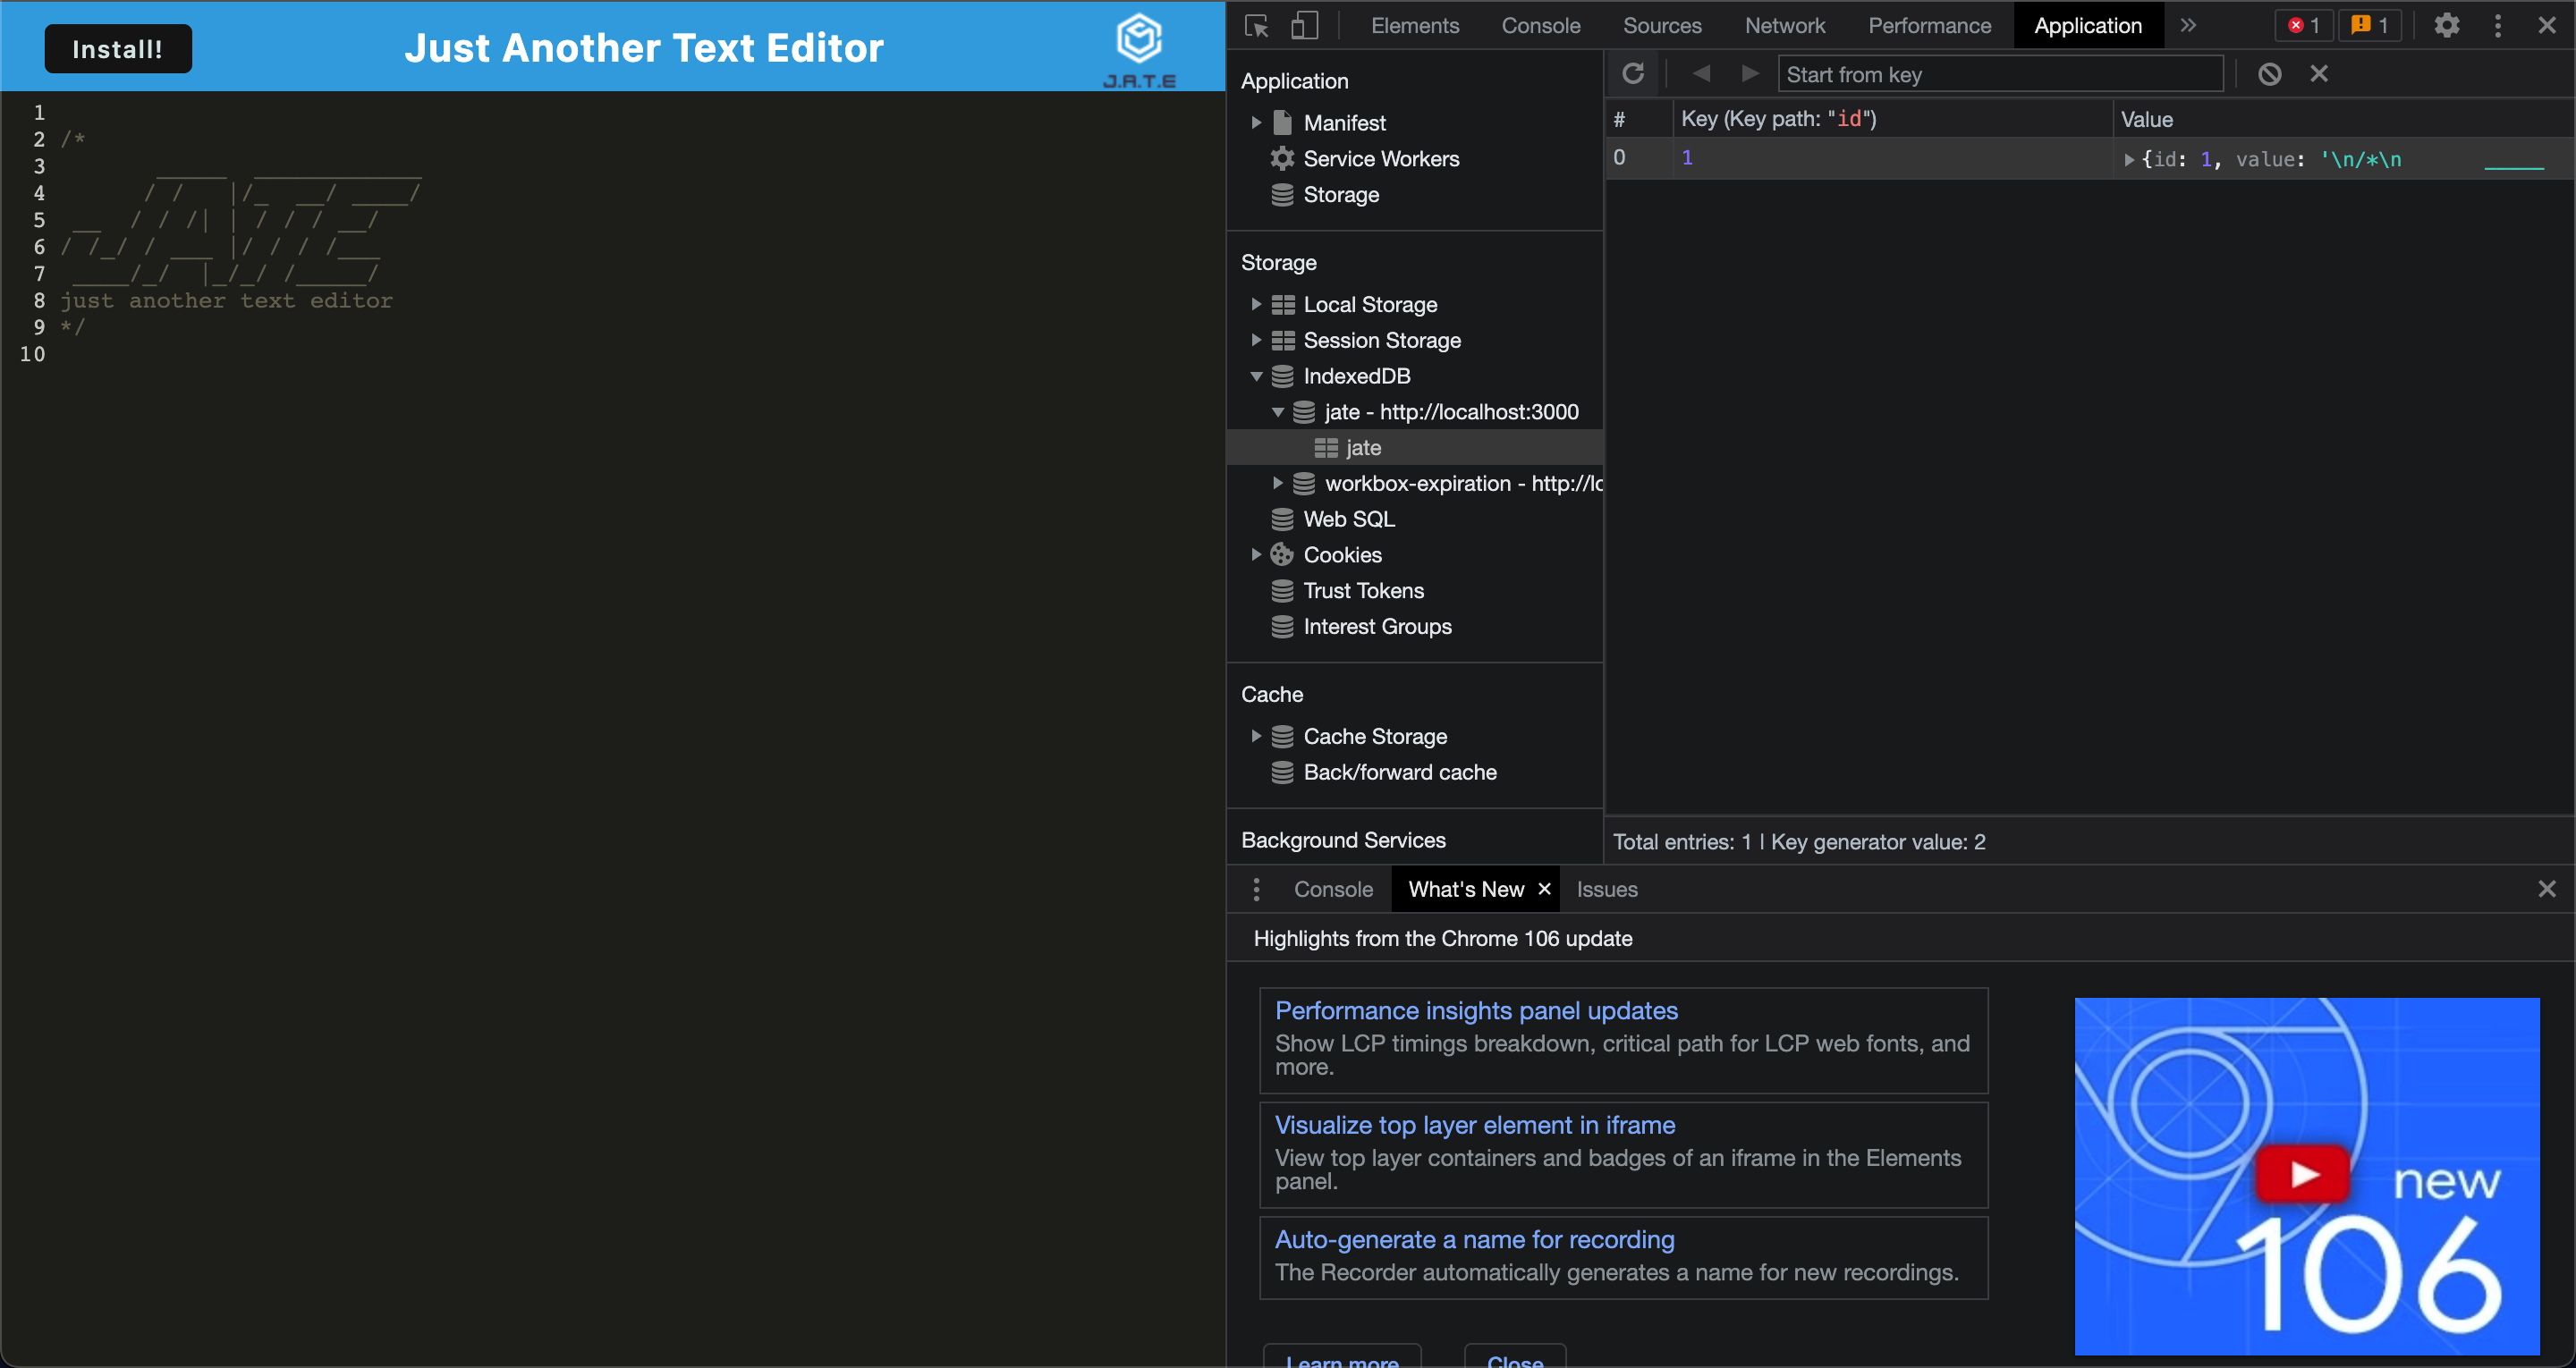 Install!
Just Another Text Editor
J.A.T.E
1
2 /*
3
4
5
6
7
8 just another text editor
9 */
10
Elements Console Sources Network Performance Application » 1 1
Application
Manifest
Service Workers
Storage
Storage
Local Storage
Session Storage
IndexedDB
jate - http://localhost:3000
jate
workbox-expiration - http://lo
Web SQL
Cookies
Trust Tokens
Interest Groups
Cache
Cache Storage
Back/forward cache
Background Services
Start from key
# Key (Key path: "id") Value
0 1 {id: 1, value: '\n/*\n ______
Total entries: 1 | Key generator value: 2
Console What's New Issues
Highlights from the Chrome 106 update
Performance insights panel updates
Show LCP timings breakdown, critical path for LCP web fonts, and
more.
Visualize top layer element in iframe
View top layer containers and badges of an iframe in the Elements
panel.
Auto-generate a name for recording
The Recorder automatically generates a name for new recordings.
Learn more Close
new
106